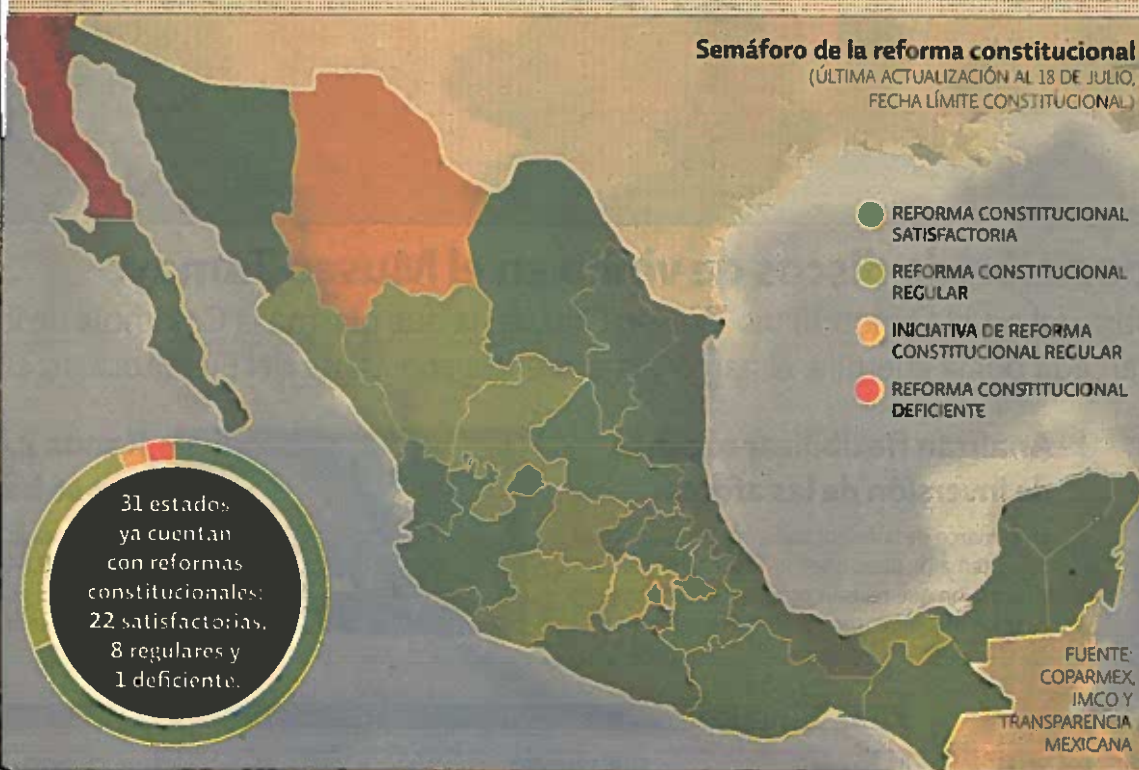 Semáforo de la reforma constitucional
(ÚLTIMA ACTUALIZACIÓN AL 18 DE JULIO,
FECHA LÍMITE CONSTITUCIONAL)
REFORMA CONSTITUCIONAL
SATISFACTORIA
REFORMA CONSTITUCIONAL
REGULAR
INICIATIVA DE REFORMA
CONSTITUCIONAL REGULAR
REFORMA CONSTITUCIONAL
DEFICIENTE
31 estados
ya cuentan
con reformas
constitucionales:
22 satisfactorias,
8 regulares y
1 deficiente.
FUENTE:
COPARMEX,
IMCO Y
TRANSPARENCIA
MEXICANA